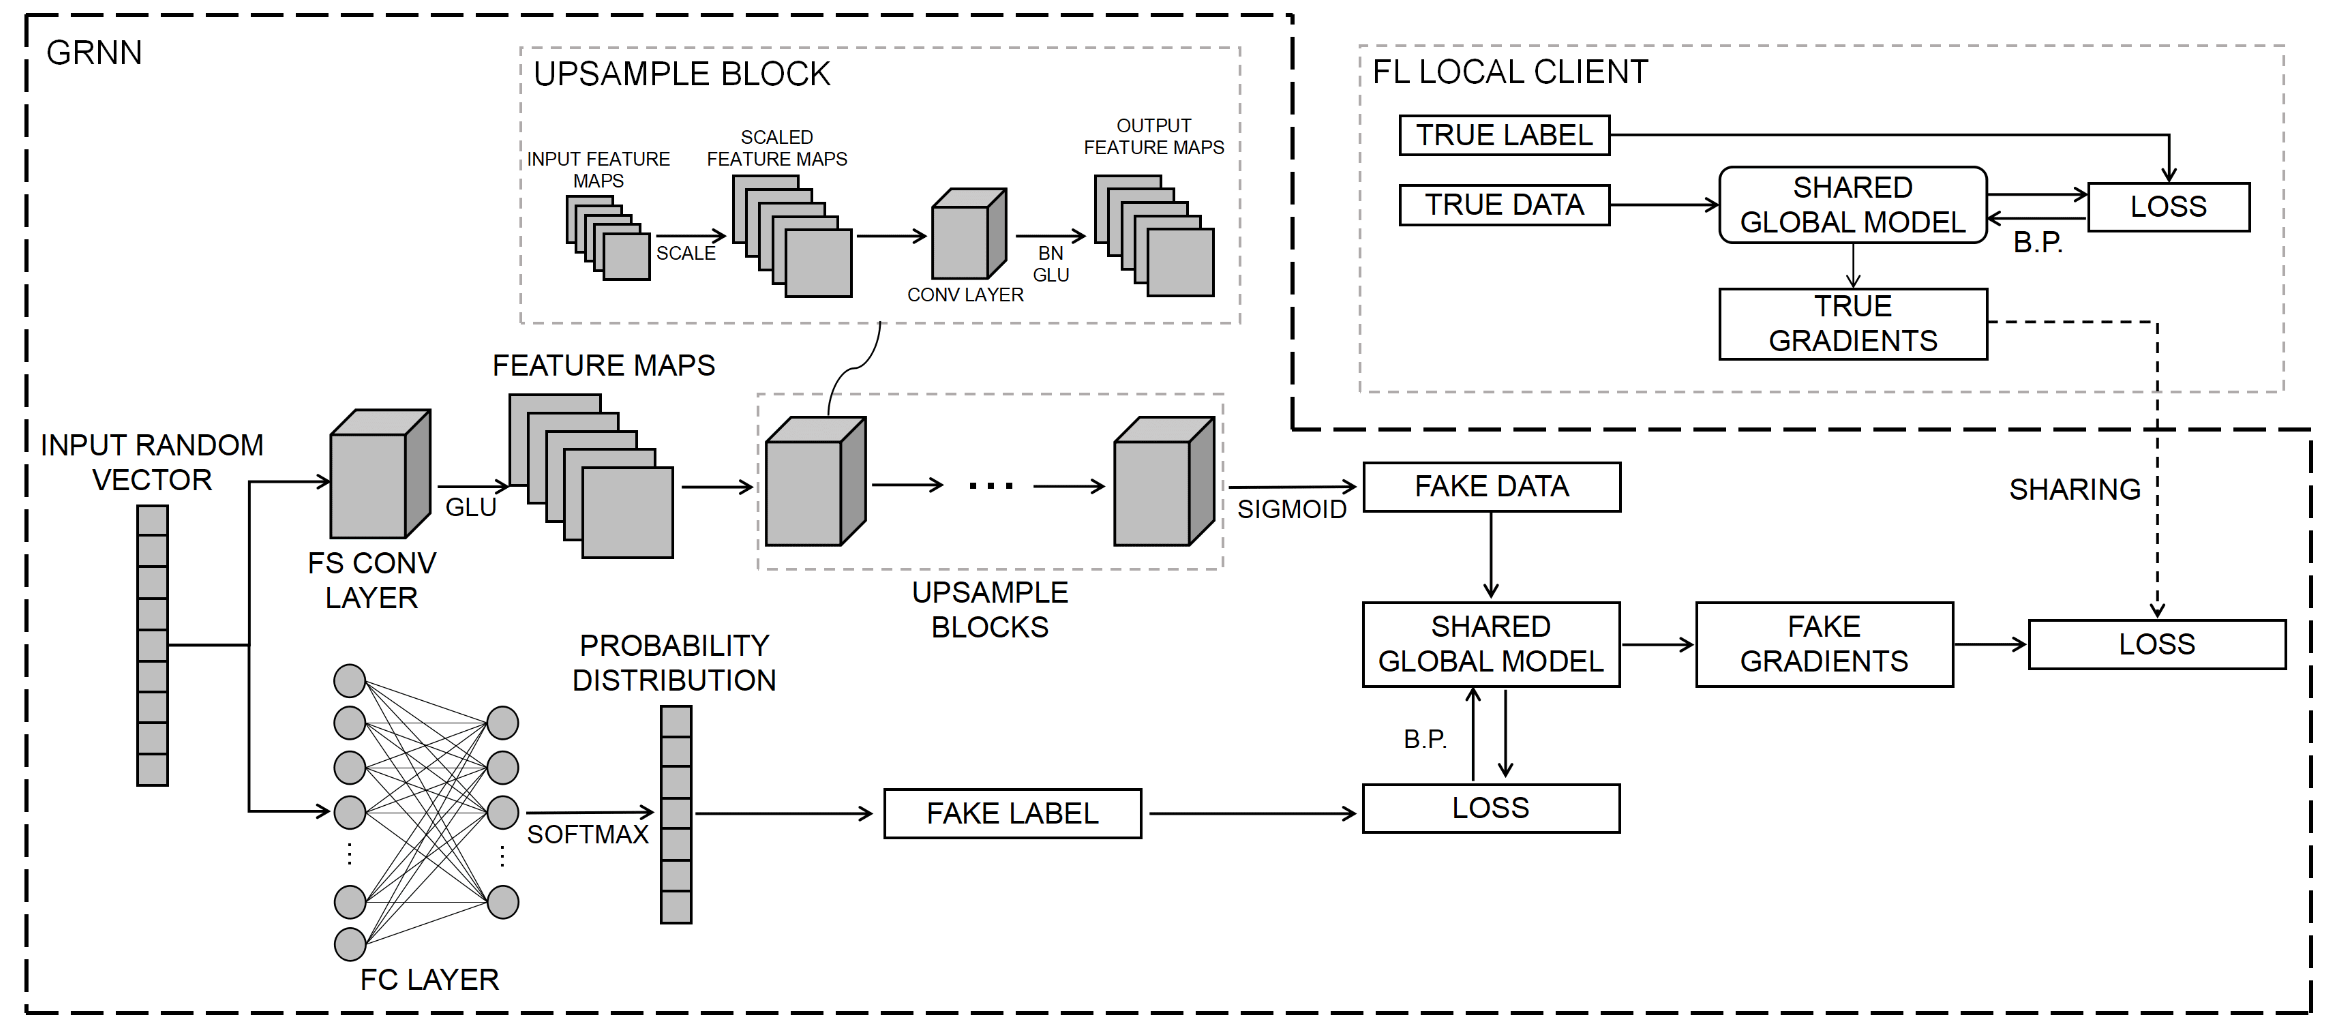 GRNN
UPSAMPLE BLOCK
INPUT FEATURE
MAPS
SCALE
SCALED
FEATURE MAPS
CONV LAYER
BN
GLU
OUTPUT
FEATURE MAPS
FL LOCAL CLIENT
TRUE LABEL
TRUE DATA
SHARED
GLOBAL MODEL
LOSS
B.P.
TRUE
GRADIENTS
SHARING
INPUT RANDOM
VECTOR
FS CONV
LAYER
GLU
FEATURE MAPS
UPSAMPLE
BLOCKS
SIGMOID
FAKE DATA
SHARED
GLOBAL MODEL
FAKE
GRADIENTS
LOSS
FC LAYER
SOFTMAX
PROBABILITY
DISTRIBUTION
FAKE LABEL
B.P.
LOSS